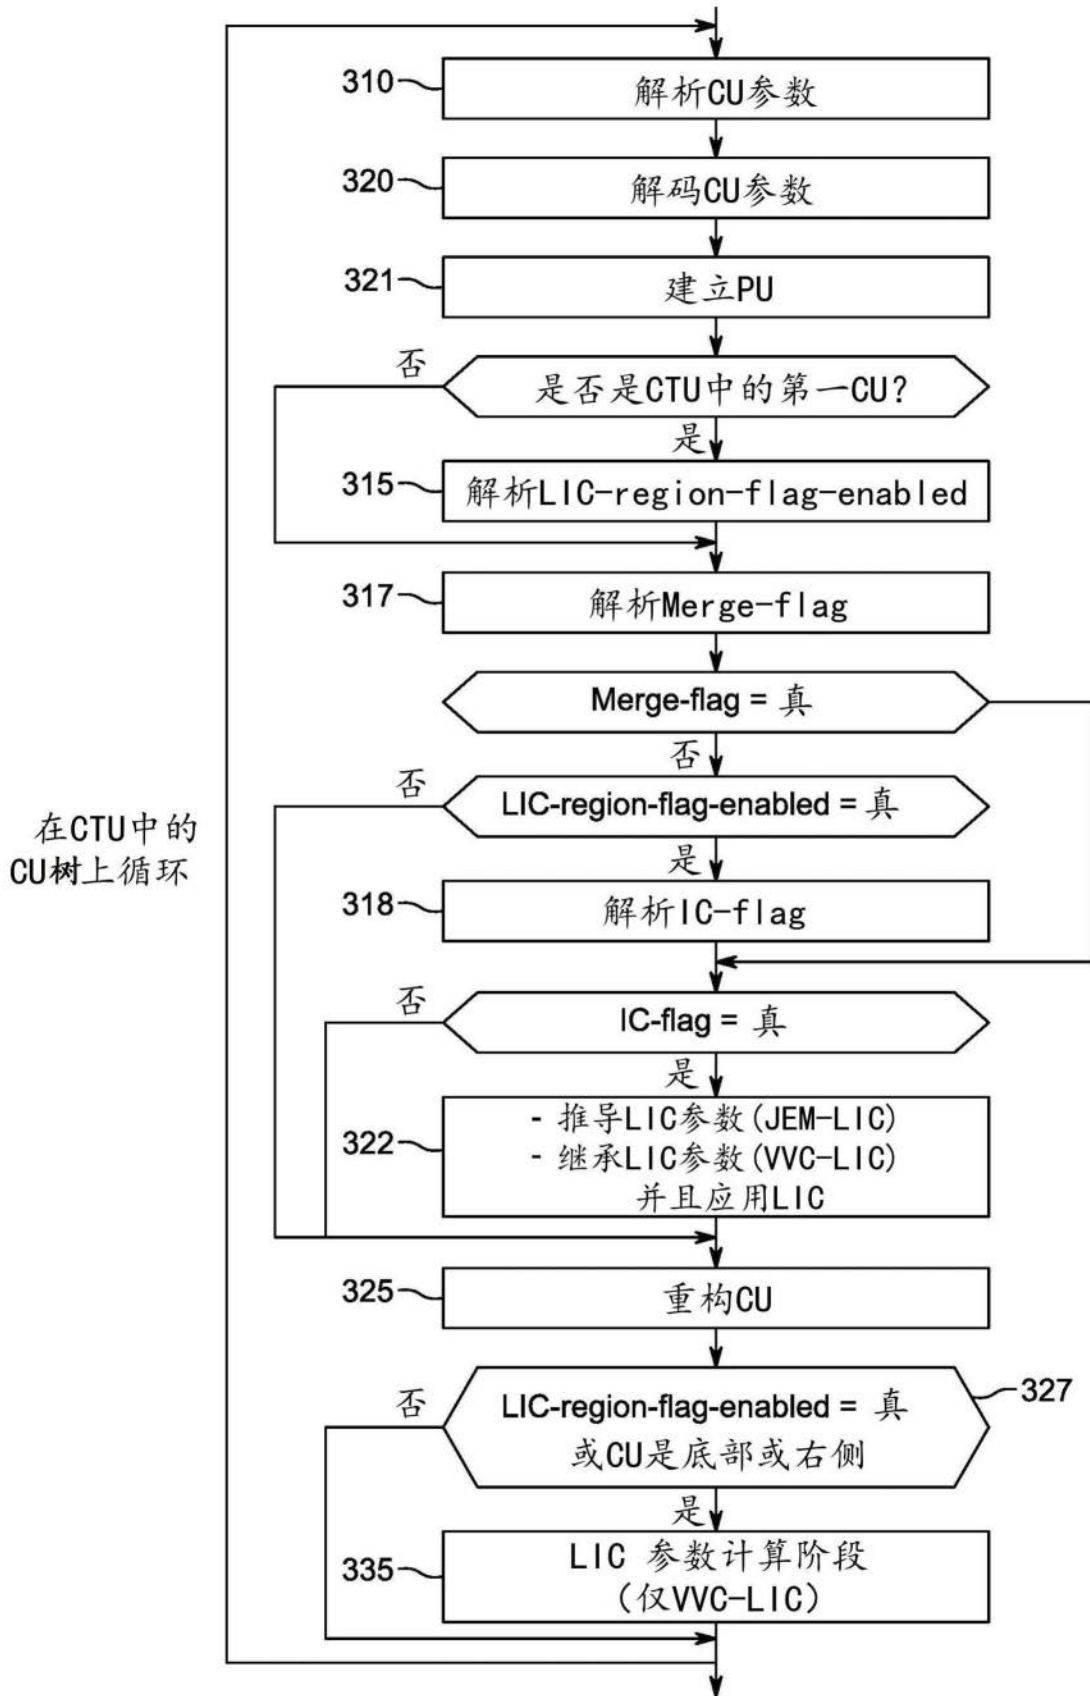 310
解析CU参数
320
解码CU参数
321
建立PU
否
是否是CTU中的第一CU?
是
315
解析LIC-region-flag-enabled
317
解析Merge-flag
Merge-flag = 真
否
否
LIC-region-flag-enabled = 真
是
在CTU中的
CU树上循环
318
解析IC-flag
否
IC-flag = 真
是
322
- 推导LIC参数(JEM-LIC)
- 继承LIC参数(VVC-LIC)
并且应用LIC
325
重构CU
否
327
LIC-region-flag-enabled = 真
或CU是底部或右侧
是
335
LIC 参数计算阶段
(仅VVC-LIC)